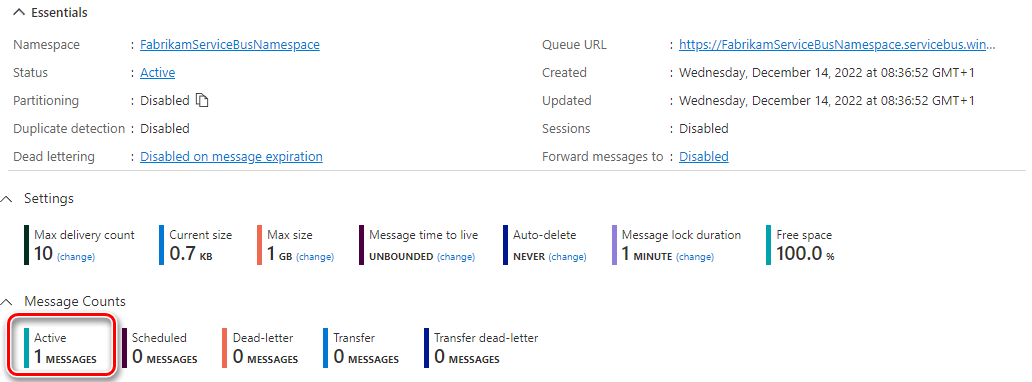 Essentials
Namespace : FabrikamServiceBusNamespace Queue URL : https://FabrikamServiceBusNamespace.servicebus.win...
Status : Active Created : Wednesday, December 14, 2022 at 08:36:52 GMT+1
Partitioning : Disabled Updated : Wednesday, December 14, 2022 at 08:36:52 GMT+1
Duplicate detection : Disabled Sessions : Disabled
Dead lettering : Disabled on message expiration Forward messages to : Disabled
Settings
Max delivery count Current size Max size Message time to live Auto-delete Message lock duration Free space
10 (change) 0.7 KB 1 GB (change) UNBOUNDED (change) NEVER (change) 1 MINUTE (change) 100.0 %
Message Counts
Active Scheduled Dead-letter Transfer Transfer dead-letter
1 MESSAGES 0 MESSAGES 0 MESSAGES 0 MESSAGES 0 MESSAGES